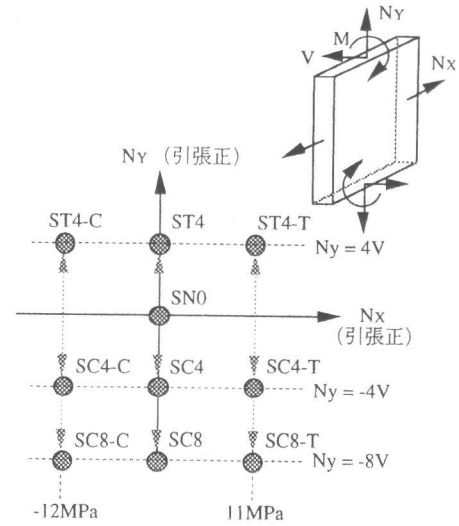 NY
M
V
NX
NY (引張正)
ST4-C ST4 ST4-T
Ny = 4V
SN0
NX
(引張正)
SC4-C SC4 SC4-T
Ny = -4V
SC8-C SC8 SC8-T
Ny = -8V
-12MPa 11MPa